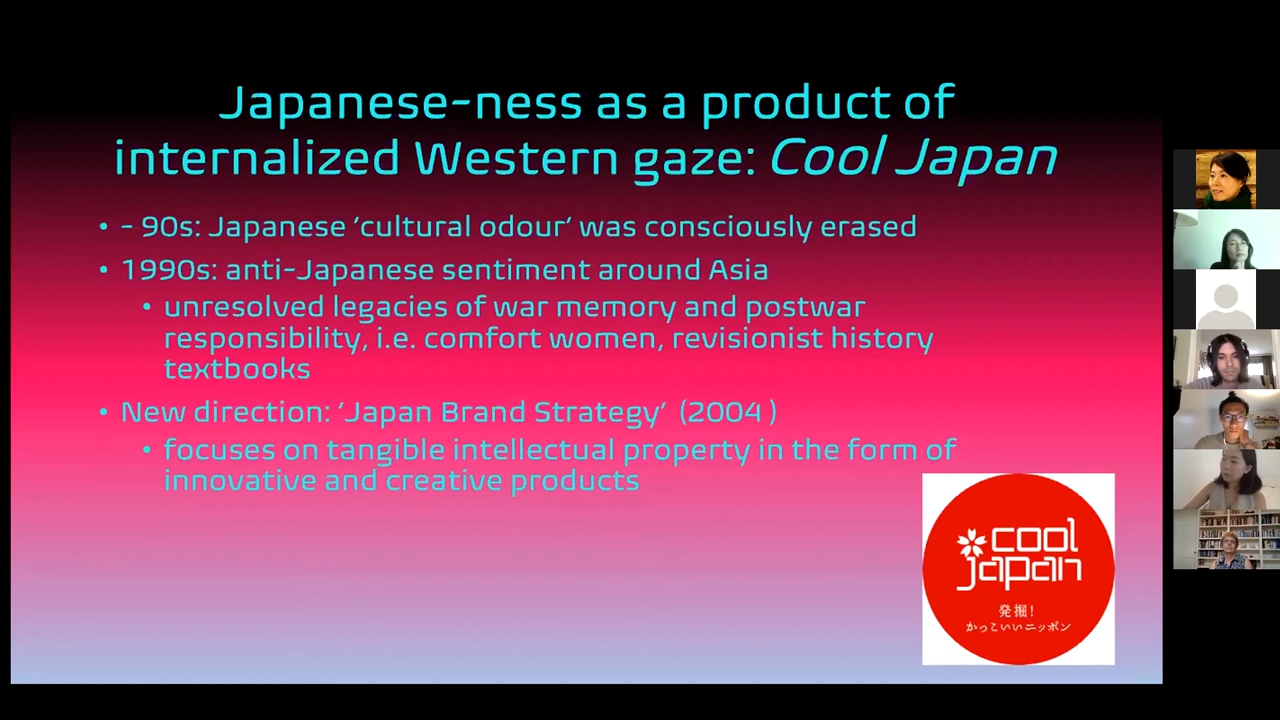 Japanese-ness as a product of
internalized Western gaze: Cool Japan
• - 90s: Japanese ‘cultural odour’ was consciously erased
• 1990s: anti-Japanese sentiment around Asia
• unresolved legacies of war memory and postwar
responsibility, i.e. comfort women, revisionist history
textbooks
• New direction: ‘Japan Brand Strategy’ (2004 )
• focuses on tangible intellectual property in the form of
innovative and creative products
cool
japan
発掘!
かっこいいニッポン